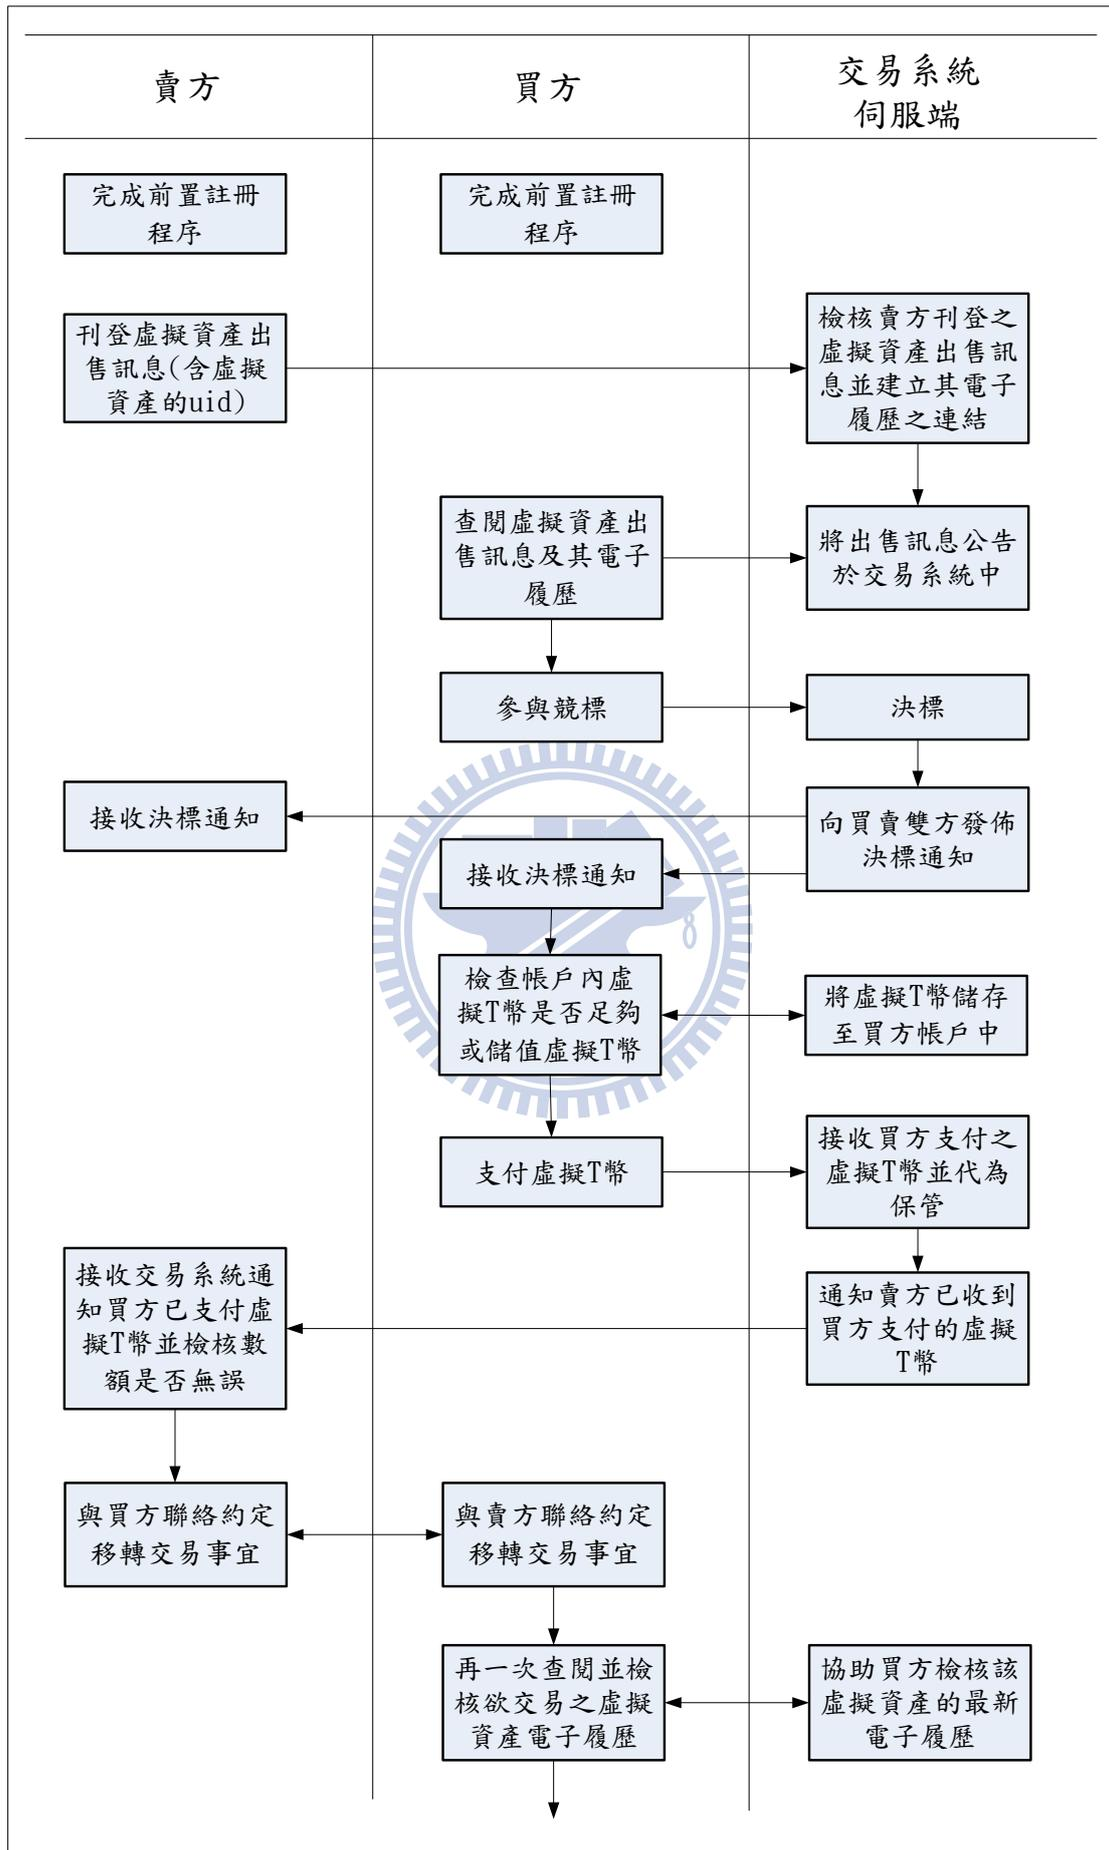 賣方
買方
交易系統
伺服端
完成前置註冊
程序
完成前置註冊
程序
刊登虛擬資產出
售訊息(含虛擬
資產的uid)
檢核賣方刊登之
虛擬資產出售訊
息並建立其電子
履歷之連結
查閱虛擬資產出
售訊息及其電子
履歷
將出售訊息公告
於交易系統中
參與競標
決標
接收決標通知
向買賣雙方發佈
決標通知
接收決標通知
檢查帳戶內虛
擬T幣是否足夠
或儲值虛擬T幣
將虛擬T幣儲存
至買方帳戶中
支付虛擬T幣
接收買方支付之
虛擬T幣並代為
保管
接收交易系統通
知買方已支付虛
擬T幣並檢核數
額是否無誤
通知賣方已收到
買方支付的虛擬
T幣
與買方聯絡約定
移轉交易事宜
與賣方聯絡約定
移轉交易事宜
再一次查閱並檢
核欲交易之虛擬
資產電子履歷
協助買方檢核該
虛擬資產的最新
電子履歷